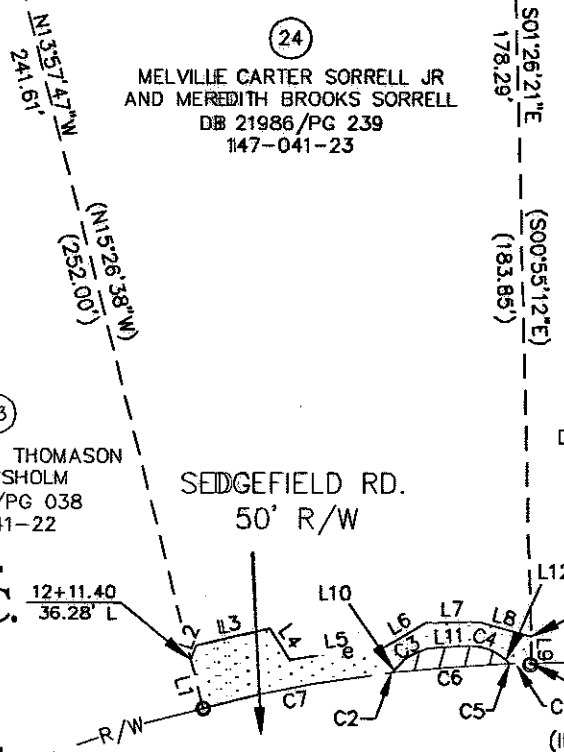 N13°57'47"W
241.61'
24
MELVILLE CARTER SORRELL JR
AND MEREDITH BROOKS SORRELL
DB 21986/PG 239
147-041-23
S01°26'21"E
178.29'
(N15°26'38"W)
(252.00')
(S00°55'12"E)
(183.85')
3
THOMASON
SHOLM
/PG 038
41-22
D
SEDGEFIELD RD.
50' R/W
12+11.40
36.28' L
L10
L12
L2
L3
L4
L5
e
L6
L7
L8
L9
L1
C3
L11
C4
C7
C6
R/W
C2
C5
C
(I